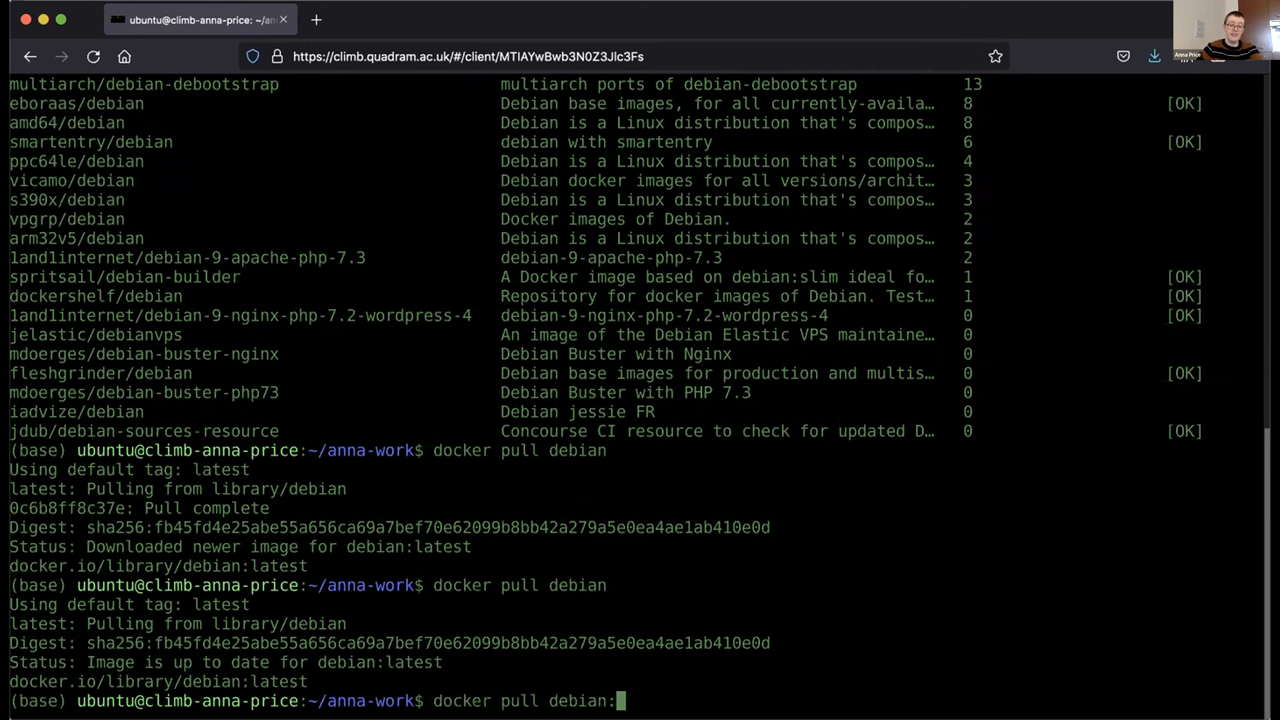 ubuntu@climb-anna-price: ~/an
https://climb.quadram.ac.uk/#/client/MTIAYwBwb3N0Z3Jlc3Fs
Anna Price
multiarch/debian-debootstrap multiarch ports of debian-debootstrap 13
eboraas/debian Debian base images, for all currently-availa… 8 [OK]
amd64/debian Debian is a Linux distribution that's compos… 8
smartentry/debian debian with smartentry 6 [OK]
ppc64le/debian Debian is a Linux distribution that's compos… 4
vicamo/debian Debian docker images for all versions/archit… 3
s390x/debian Debian is a Linux distribution that's compos… 3
vpgrp/debian Docker images of Debian. 2
arm32v5/debian Debian is a Linux distribution that's compos… 2
1and1internet/debian-9-apache-php-7.3 debian-9-apache-php-7.3 2
spritsail/debian-builder A Docker image based on debian:slim ideal fo… 1 [OK]
dockershelf/debian Repository for docker images of Debian. Test… 1 [OK]
1and1internet/debian-9-nginx-php-7.2-wordpress-4 debian-9-nginx-php-7.2-wordpress-4 0 [OK]
jelastic/debianvps An image of the Debian Elastic VPS maintaine… 0
mdoerges/debian-buster-nginx Debian Buster with Nginx 0
fleshgrinder/debian Debian base images for production and multis… 0 [OK]
mdoerges/debian-buster-php73 Debian Buster with PHP 7.3 0
iadvize/debian Debian jessie FR 0
jdub/debian-sources-resource Concourse CI resource to check for updated D… 0 [OK]
(base) ubuntu@climb-anna-price:~/anna-work$ docker pull debian
Using default tag: latest
latest: Pulling from library/debian
0c6b8ff8c37e: Pull complete
Digest: sha256:fb45fd4e25abe55a656ca69a7bef70e62099b8bb42a279a5e0ea4ae1ab410e0d
Status: Downloaded newer image for debian:latest
docker.io/library/debian:latest
(base) ubuntu@climb-anna-price:~/anna-work$ docker pull debian
Using default tag: latest
latest: Pulling from library/debian
Digest: sha256:fb45fd4e25abe55a656ca69a7bef70e62099b8bb42a279a5e0ea4ae1ab410e0d
Status: Image is up to date for debian:latest
docker.io/library/debian:latest
(base) ubuntu@climb-anna-price:~/anna-work$ docker pull debian: